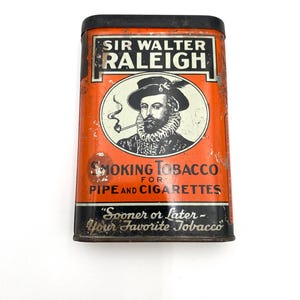 SIR WALTER
RALEIGH
SMOKING TOBACCO
FOR
PIPE AND CIGARETTES
"Sooner or Later-
Your Favorite Tobacco"